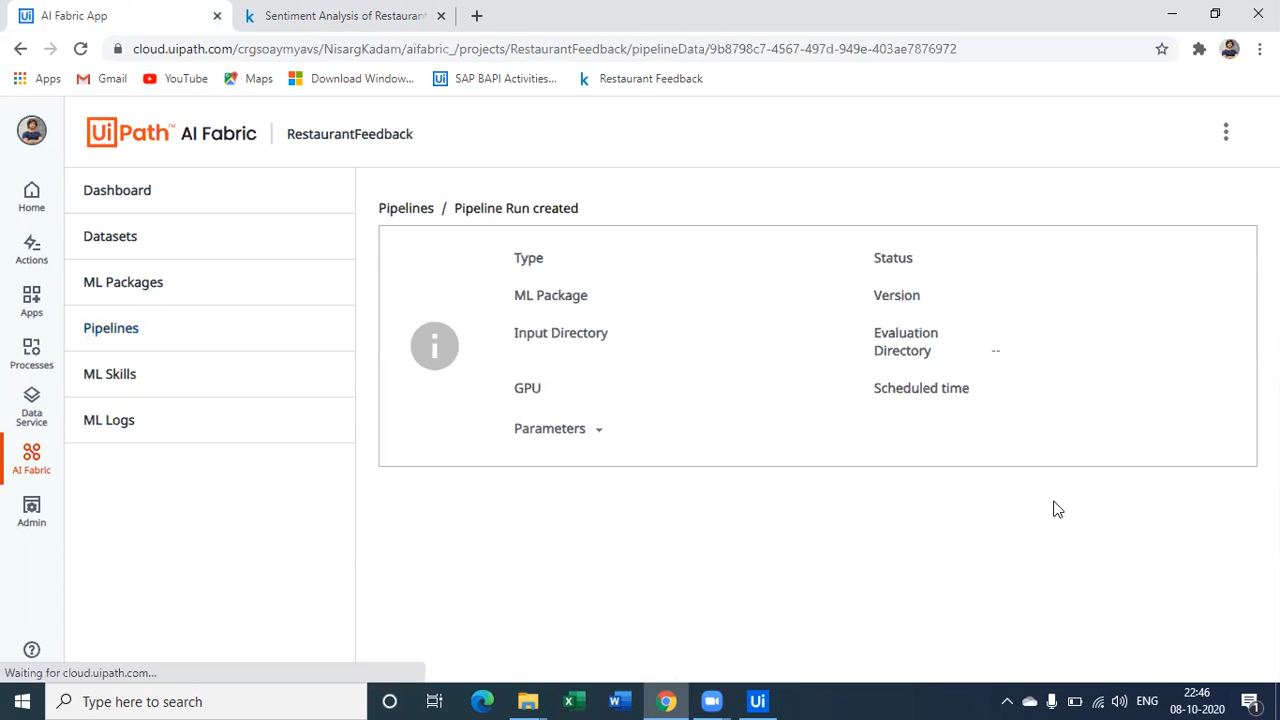 AI Fabric App
Sentiment Analysis of Restaurant
cloud.uipath.com/crgsoaymyavs/NisargKadam/aifabric_/projects/RestaurantFeedback/pipelineData/9b8798c7-4567-497d-949e-403ae7876972
Apps
Gmail
YouTube
Maps
Download Window...
SAP BAPI Activities...
Restaurant Feedback
UiPath™ AI Fabric
RestaurantFeedback
Home
Actions
Apps
Processes
Data
Service
AI Fabric
Admin
Dashboard
Datasets
ML Packages
Pipelines
ML Skills
ML Logs
Pipelines / Pipeline Run created
Type
Status
ML Package
Version
Input Directory
Evaluation
Directory
--
GPU
Scheduled time
Parameters
Waiting for cloud.uipath.com...
Type here to search
ENG
22:46
08-10-2020
1